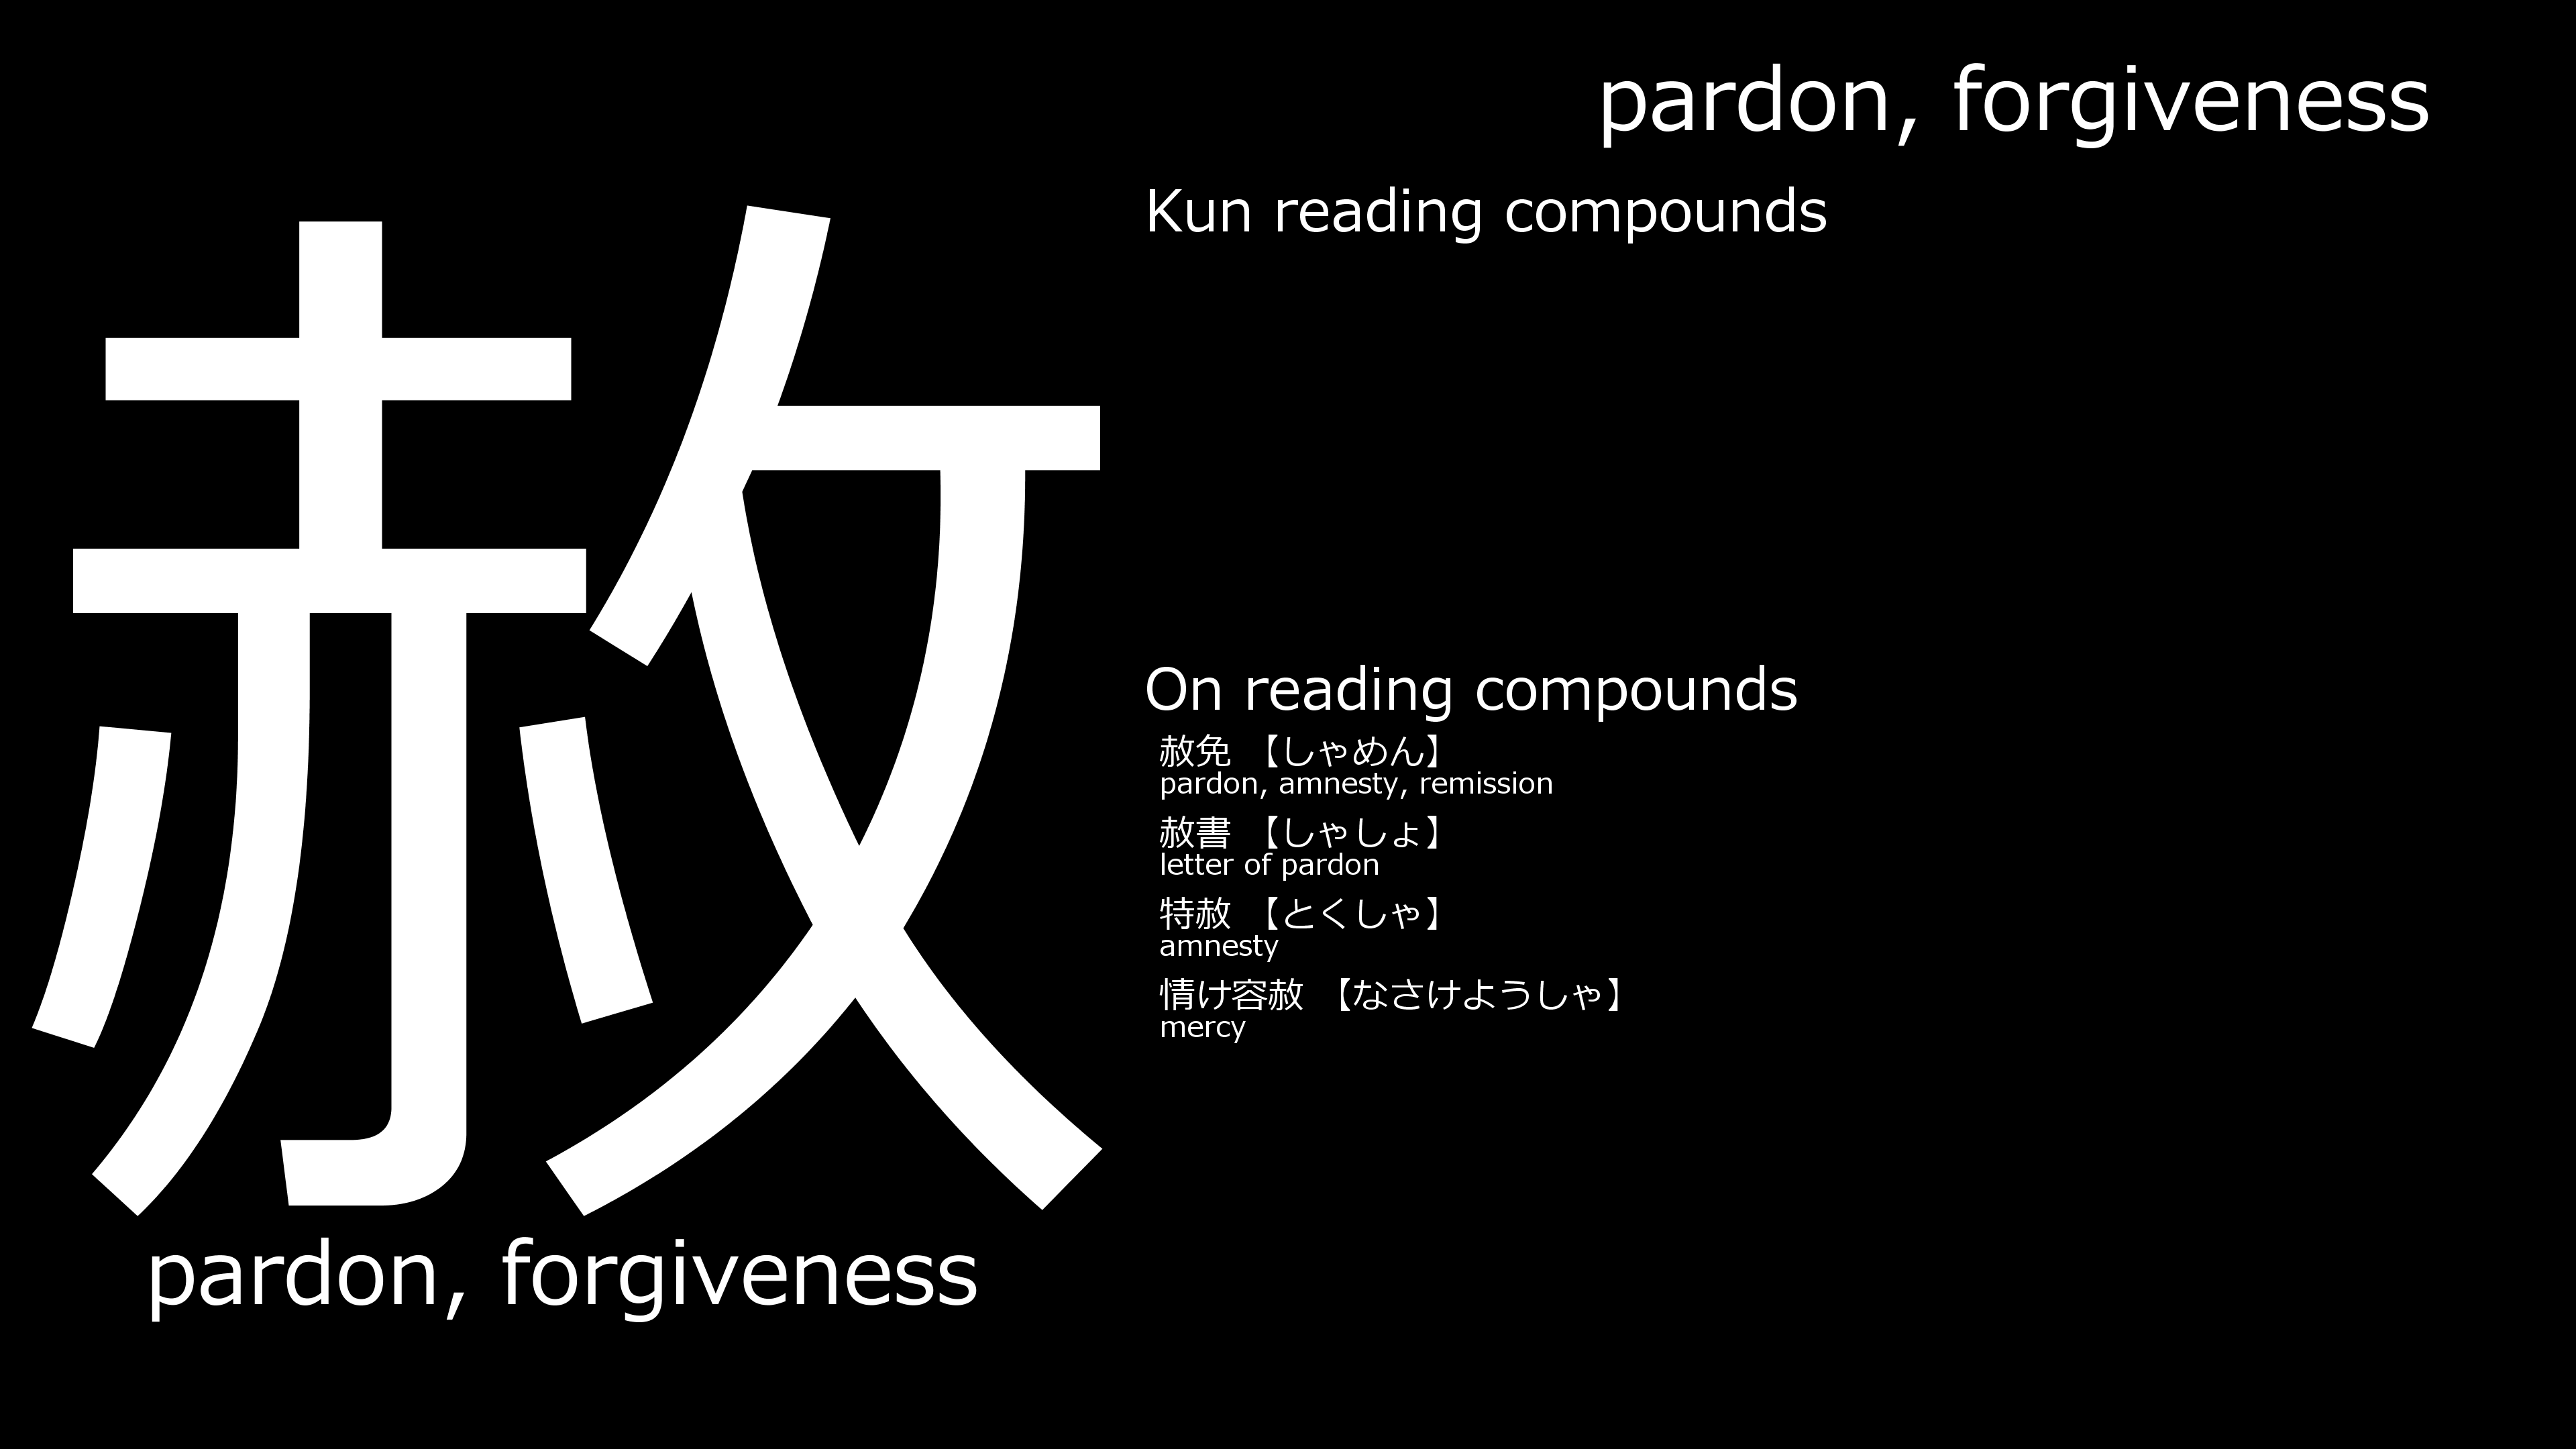 赦
pardon, forgiveness
pardon, forgiveness
Kun reading compounds
On reading compounds
赦免 【しゃめん】
pardon, amnesty, remission
赦書 【しゃしょ】
letter of pardon
特赦 【とくしゃ】
amnesty
情け容赦 【なさけようしゃ】
mercy